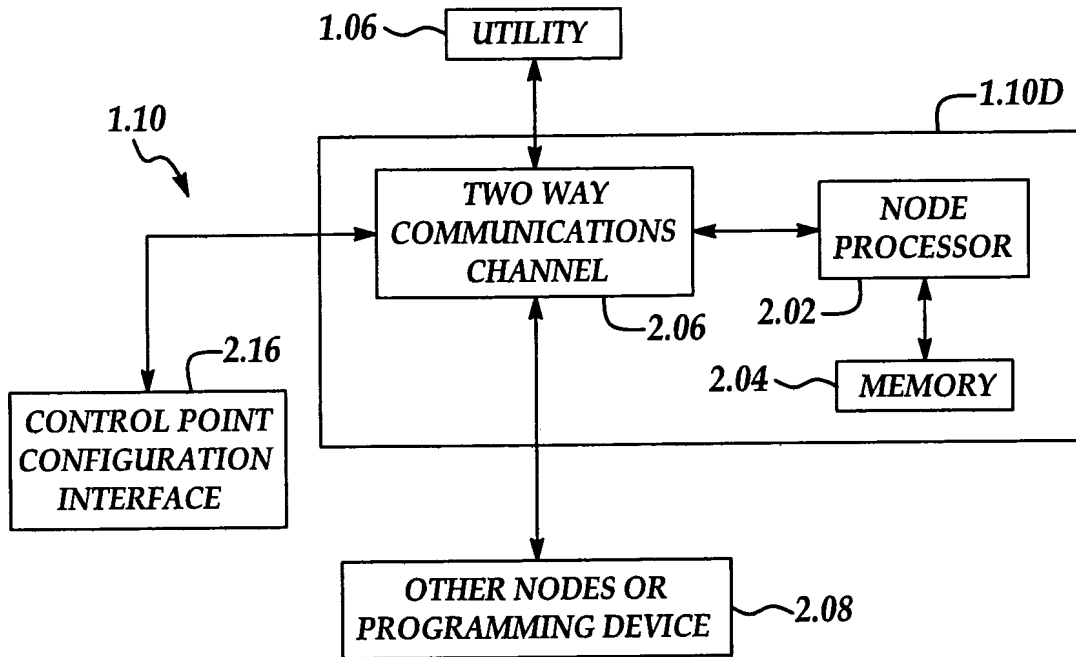 1.06
UTILITY
1.10D
1.10
TWO WAY
COMMUNICATIONS
CHANNEL
NODE
PROCESSOR
2.02
2.06
2.16
2.04
MEMORY
CONTROL POINT
CONFIGURATION
INTERFACE
OTHER NODES OR
PROGRAMMING DEVICE
2.08